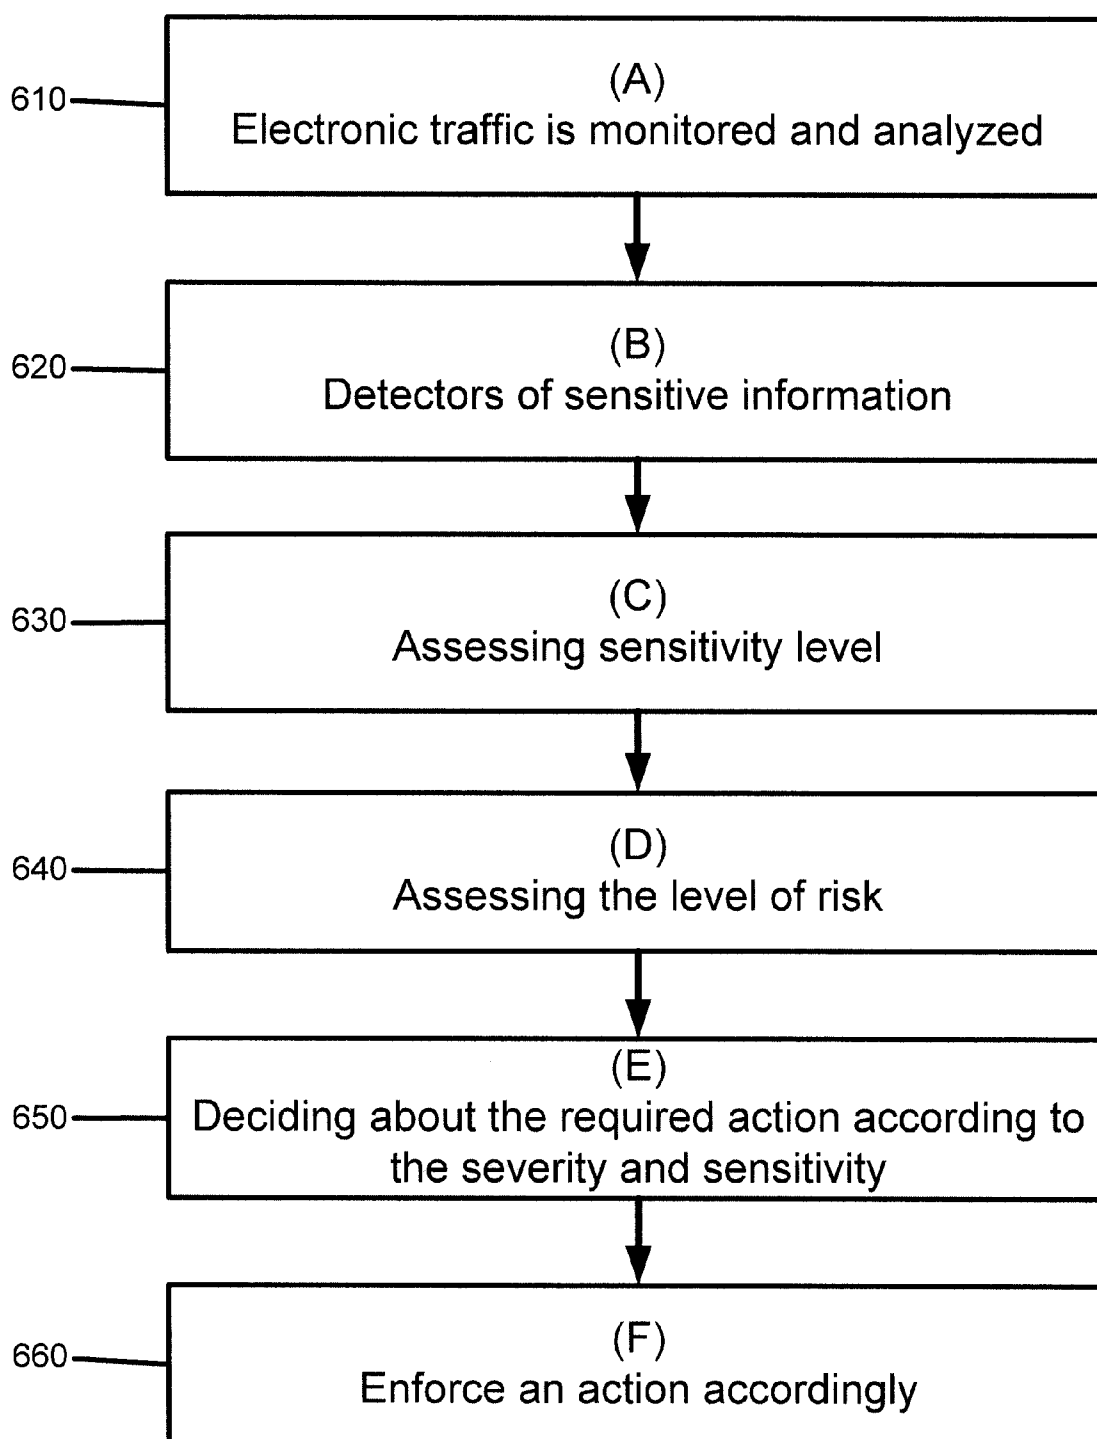 610
(A)
Electronic traffic is monitored and analyzed
620
(B)
Detectors of sensitive information
630
(C)
Assessing sensitivity level
640
(D)
Assessing the level of risk
650
(E)
Deciding about the required action according to
the severity and sensitivity
660
(F)
Enforce an action accordingly